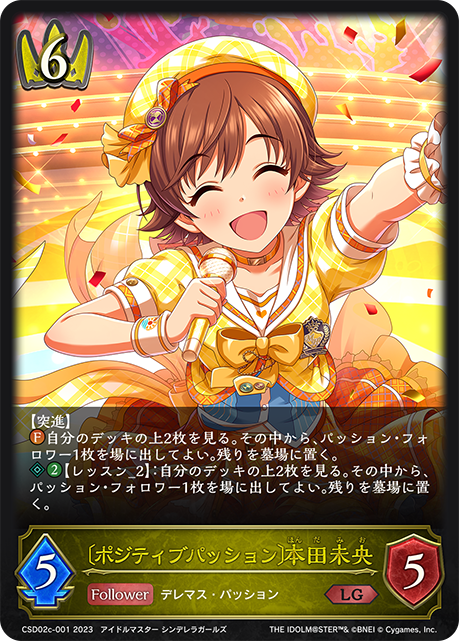 6
【突進】
F 自分のデッキの上2枚を見る。その中から、パッション・フォ
ロワー1枚を場に出してよい。残りを墓場に置く。
2【レッスン_2】:自分のデッキの上2枚を見る。その中から、
パッション・フォロワー1枚を場に出してよい。残りを墓場に置
く。
ほんだみお
〔ポジティブパッション〕本田未央
5
Follower デレマス・パッション LG
5
CSD02c-001 2023 アイドルマスター シンデレラガールズ THE IDOLM@STER™& ©BNEI © Cygames, Inc.